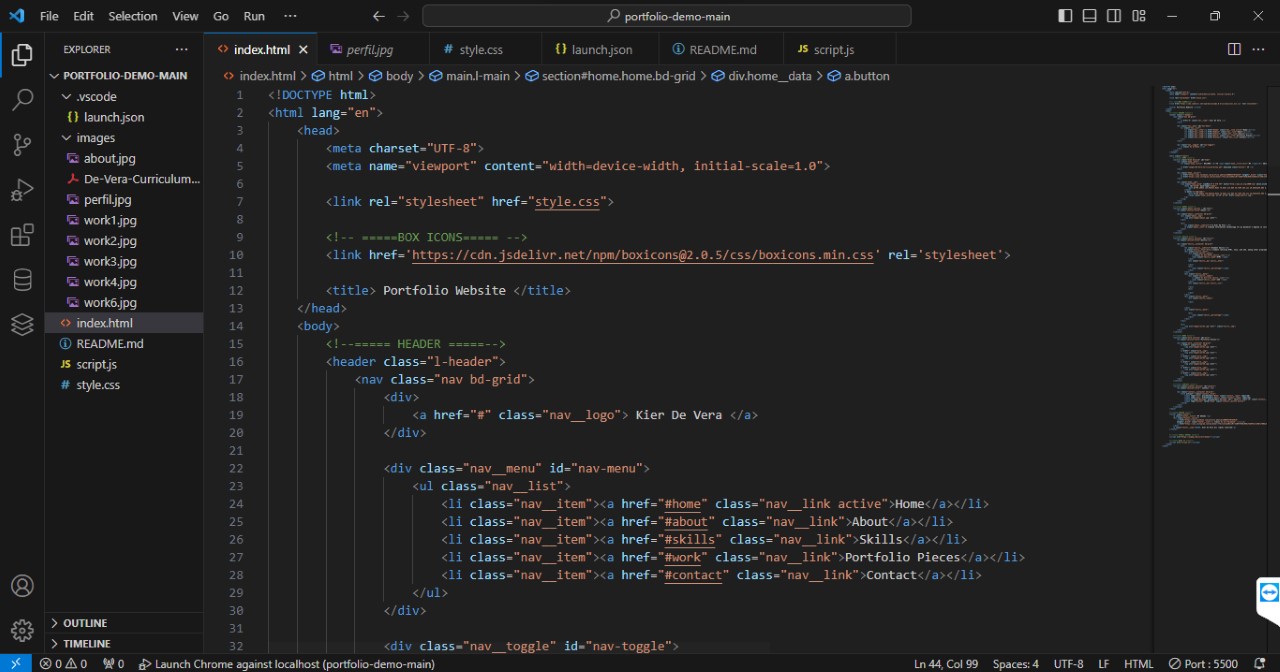 File Edit Selection View Go Run ···
portfolio-demo-main
EXPLORER
PORTFOLIO-DEMO-MAIN
.vscode
launch.json
images
about.jpg
De-Vera-Curriculum...
perfil.jpg
work1.jpg
work2.jpg
work3.jpg
work4.jpg
work6.jpg
index.html
README.md
script.js
style.css
OUTLINE
TIMELINE
index.html perfil.jpg style.css launch.json README.md script.js
index.html > html > body > main.l-main > section#home.home.bd-grid > div.home__data > a.button
1 <!DOCTYPE html>
2 <html lang="en">
3 <head>
4 <meta charset="UTF-8">
5 <meta name="viewport" content="width=device-width, initial-scale=1.0">
6
7 <link rel="stylesheet" href="style.css">
8
9 <!-- =====BOX ICONS===== -->
10 <link href='https://cdn.jsdelivr.net/npm/boxicons@2.0.5/css/boxicons.min.css' rel='stylesheet'>
11
12 <title> Portfolio Website </title>
13 </head>
14 <body>
15 <!--===== HEADER =====-->
16 <header class="l-header">
17 <nav class="nav bd-grid">
18 <div>
19 <a href="#" class="nav__logo"> Kier De Vera </a>
20 </div>
21
22 <div class="nav__menu" id="nav-menu">
23 <ul class="nav__list">
24 <li class="nav__item"><a href="#home" class="nav__link active">Home</a></li>
25 <li class="nav__item"><a href="#about" class="nav__link">About</a></li>
26 <li class="nav__item"><a href="#skills" class="nav__link">Skills</a></li>
27 <li class="nav__item"><a href="#work" class="nav__link">Portfolio Pieces</a></li>
28 <li class="nav__item"><a href="#contact" class="nav__link">Contact</a></li>
29 </ul>
30 </div>
31
32 <div class="nav__toggle" id="nav-toggle">
0 0 0 Launch Chrome against localhost (portfolio-demo-main) Ln 44, Col 99 Spaces: 4 UTF-8 LF HTML Port : 5500